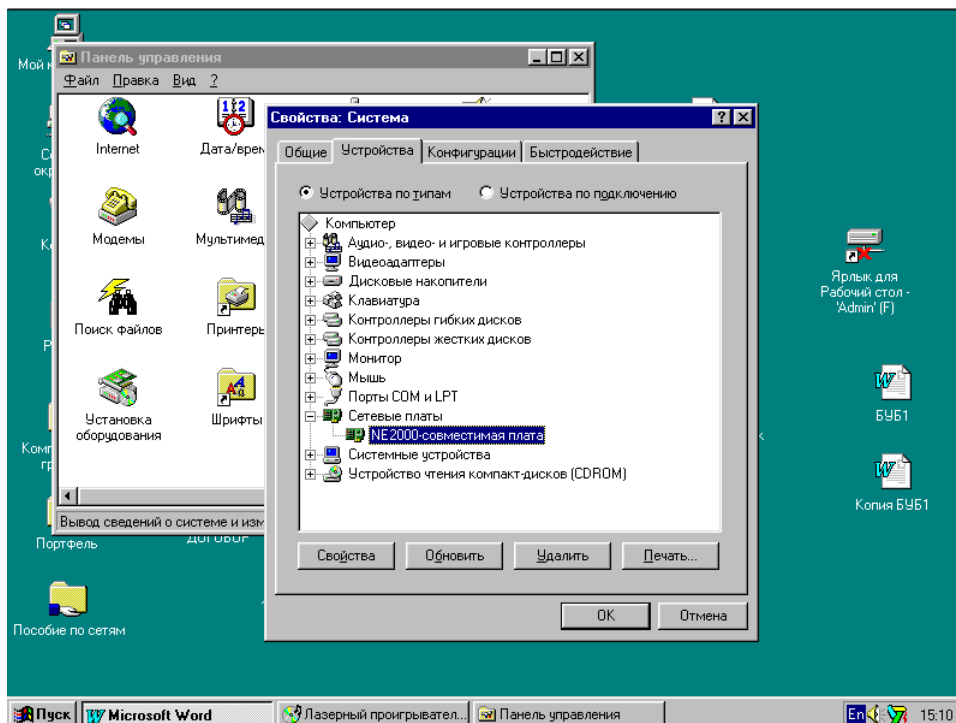 Мой
Панель управления
Файл Правка Вид ?
Internet
Дата/врем
Модемы
Мультимед
Поиск файлов
Принтеры
Установка
оборудования
Шрифты
Вывод сведений о системе и изм
Свойства: Система
Общие Устройства Конфигурации Быстродействие
Устройства по типам Устройства по подключению
Компьютер
Аудио-, видео- и игровые контроллеры
Видеоадаптеры
Дисковые накопители
Клавиатура
Контроллеры гибких дисков
Контроллеры жестких дисков
Монитор
Мышь
Порты COM и LPT
Сетевые платы
NE2000-совместимая плата
Системные устройства
Устройство чтения компакт-дисков (CDROM)
Свойства Обновить Удалить Печать...
OK Отмена
Ярлык для
Рабочий стол -
'Admin' (F)
БУБ1
Копия БУБ1
Портфель
ДОГОВОР
Пособие по сетям
Пуск Microsoft Word Лазерный проигрывател... Панель управления En 15:10